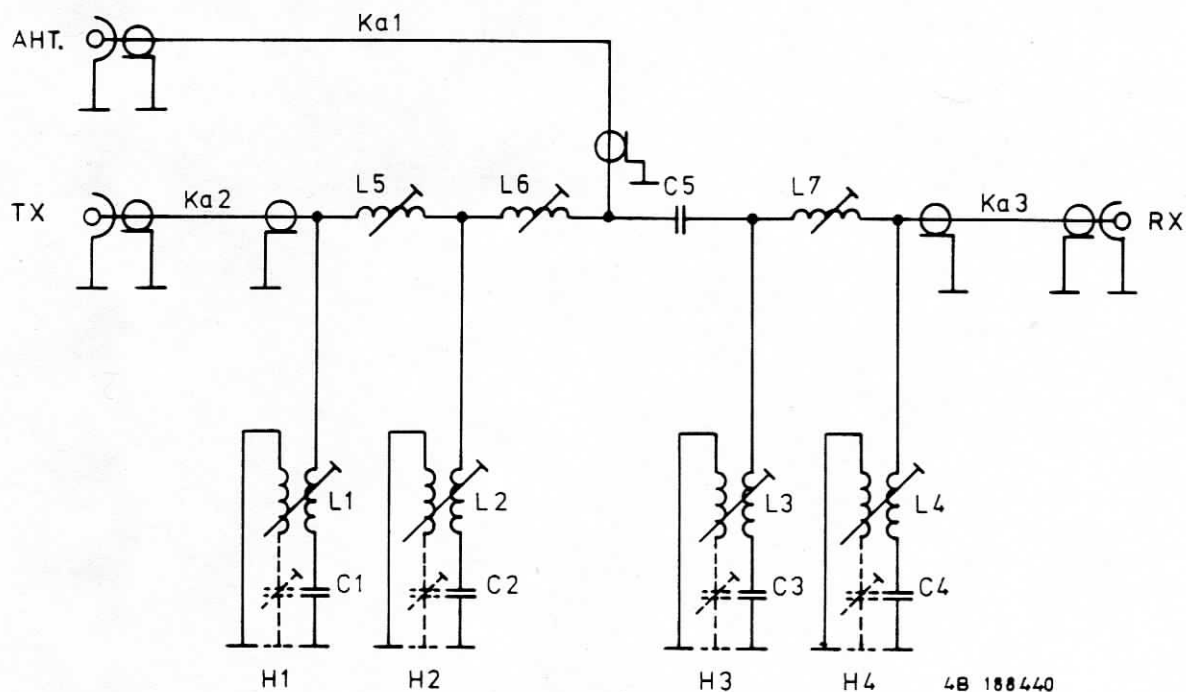 AHT.
Ka1
TX
Ka2
L5
L6
C5
L7
Ka3
RX
L1
L2
L3
L4
C1
C2
C3
C4
H1
H2
H3
H4
4B 188440